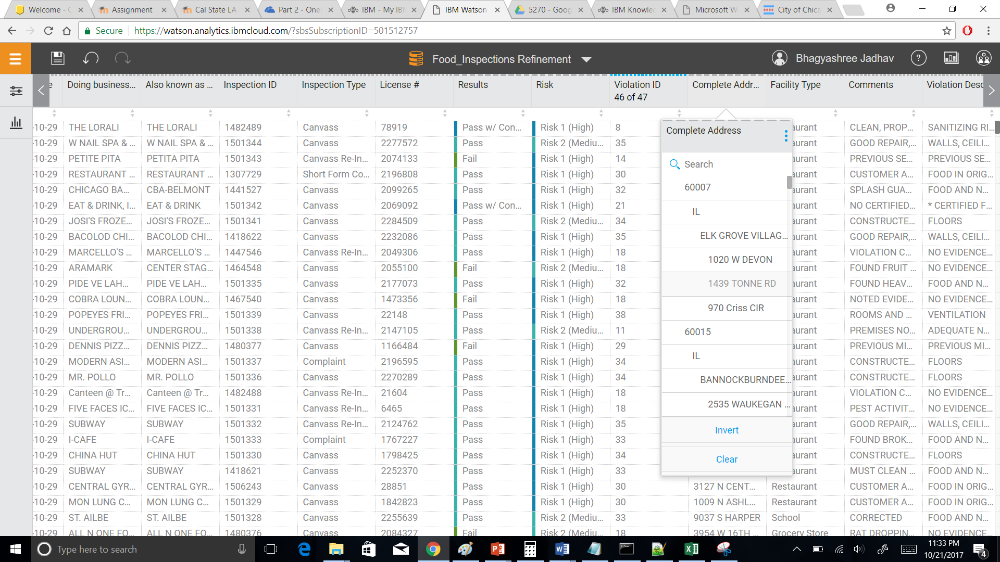 Welcome - C
Assignment
Cal State LA
Part 2 - OneD
IBM - My IBM
IBM Watson
5270 - Goog
IBM Knowled
Microsoft W
City of Chica
Secure
https://watson.analytics.ibmcloud.com/?sbsSubscriptionID=501512757
Food_Inspections Refinement
Bhagyashree Jadhav
e Doing business... Also known as ... Inspection ID Inspection Type License # Results Risk Violation ID Complete Addr... Facility Type Comments Violation Desc
46 of 47
-10-29 THE LORALI THE LORALI 1482489 Canvass 78919 Pass w/ Con... Risk 1 (High) 8 aurant CLEAN, PROP... SANITIZING RI...
-10-29 W NAIL SPA & ... W NAIL SPA & ... 1501344 Canvass 2277572 Pass Risk 2 (Mediu... 35 aurant GOOD REPAIR,... WALLS, CEILI...
-10-29 PETITE PITA PETITA PITA 1501343 Canvass Re-In... 2074133 Fail Risk 1 (High) 14 aurant PREVIOUS SE... PREVIOUS SE...
-10-29 RESTAURANT ... RESTAURANT ... 1307729 Short Form Co... 2196808 Pass Risk 1 (High) 30 aurant CUSTOMER A... FOOD IN ORIG...
-10-29 CHICAGO BA... CBA-BELMONT 1441527 Canvass 2099265 Pass Risk 1 (High) 32 aurant SPLASH GUA... FOOD AND N...
-10-29 EAT & DRINK, I... EAT & DRINK 1501342 Canvass 2069092 Pass w/ Con... Risk 1 (High) 21 aurant NO CERTIFIED... * CERTIFIED F...
-10-29 JOSI'S FROZE... JOSI'S FROZE... 1501341 Canvass 2284509 Pass Risk 2 (Mediu... 34 aurant CONSTRUCTE... FLOORS
-10-29 BACOLOD CHI... BACOLOD CHI... 1418622 Canvass 2232086 Pass Risk 1 (High) 35 aurant GOOD REPAIR,... WALLS, CEILI...
-10-29 MARCELLO'S ... MARCELLO'S ... 1447546 Canvass Re-In... 2049306 Pass Risk 1 (High) 18 aurant VIOLATION C... NO EVIDENCE...
-10-29 ARAMARK CENTER STAG... 1464548 Canvass 2055100 Fail Risk 2 (Mediu... 18 aurant FOUND FRUIT ... NO EVIDENCE...
-10-29 PIDE VE LAH... PIDE VE LAH... 1501335 Canvass 2177073 Pass Risk 1 (High) 32 aurant FOUND HEAV... FOOD AND N...
-10-29 COBRA LOUN... COBRA LOUN... 1467540 Canvass 1473356 Fail Risk 1 (High) 18 aurant NOTED EVIDE... NO EVIDENCE...
-10-29 POPEYES FRI... POPEYES FRI... 1501339 Canvass 22148 Pass Risk 1 (High) 38 aurant ROOMS AND ... VENTILATION
-10-29 UNDERGROU... UNDERGROU... 1501338 Canvass Re-In... 2147105 Pass Risk 2 (Mediu... 11 aurant PREMISES NO... ADEQUATE N...
-10-29 DENNIS PIZZ... DENNIS PIZZ... 1480377 Canvass 1166484 Fail Risk 1 (High) 29 aurant PREVIOUS MI... PREVIOUS MI...
-10-29 MODERN ASI... MODERN ASI... 1501337 Complaint 2196595 Pass Risk 1 (High) 34 aurant CONSTRUCTE... FLOORS
-10-29 MR. POLLO MR. POLLO 1501336 Canvass 2270289 Pass Risk 1 (High) 34 aurant CONSTRUCTE... FLOORS
-10-29 Canteen @ Tr... Canteen @ Tr... 1482488 Canvass Re-In... 21604 Pass Risk 1 (High) 18 aurant VIOLATION C... NO EVIDENCE...
-10-29 FIVE FACES IC... FIVE FACES IC... 1501331 Canvass Re-In... 6465 Pass Risk 1 (High) 18 aurant PEST ACTIVIT... NO EVIDENCE...
-10-29 SUBWAY SUBWAY 1501332 Canvass Re-In... 2124762 Pass Risk 1 (High) 35 aurant GOOD REPAIR,... WALLS, CEILI...
-10-29 I-CAFE I-CAFE 1501333 Complaint 1767227 Pass Risk 1 (High) 33 aurant FOUND BROK... FOOD AND N...
-10-29 CHINA HUT CHINA HUT 1501330 Canvass 1798425 Pass Risk 1 (High) 34 aurant CONSTRUCTE... FLOORS
-10-29 SUBWAY SUBWAY 1418621 Canvass 2252370 Pass Risk 1 (High) 33 aurant MUST CLEAN ... FOOD AND N...
-10-29 CENTRAL GYR... CENTRAL GYR... 1506243 Canvass 28851 Pass Risk 1 (High) 30 3127 N CENT... Restaurant CUSTOMER A... FOOD IN ORIG...
-10-29 MON LUNG C... MON LUNG C... 1501329 Canvass 1842823 Pass Risk 1 (High) 30 1009 N ASHL... Restaurant CUSTOMER A... FOOD IN ORIG...
-10-29 ST. AILBE ST. AILBE 1501328 Canvass 2255639 Pass Risk 2 (Mediu... 33 9037 S HARPER School CORRECTED FOOD AND N...
-10-29 ALL N ONE FO... ALL N ONE FO... 1480376 Canvass 2084327 Fail Risk 2 (Mediu... 18 3954 W 16TH ... Grocery Store RAT DROPPIN... NO EVIDENCE...
Complete Address
Search
60007
IL
ELK GROVE VILLAG...
1020 W DEVON
1439 TONNE RD
970 Criss CIR
60015
IL
BANNOCKBURNDEE...
2535 WAUKEGAN ...
Invert
Clear
Type here to search
11:33 PM
10/21/2017
4